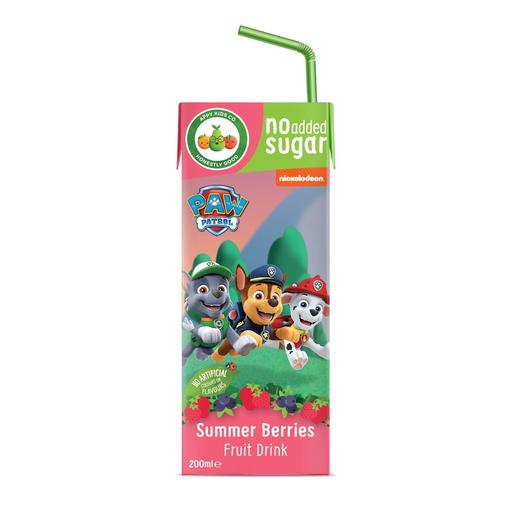 APPY KIDS CO
HONESTLY GOOD
no added
sugar
nickelodeon
PAW
PATROL
NO ARTIFICIAL
COLOURS OR
FLAVOURS
Summer Berries
Fruit Drink
200ml e